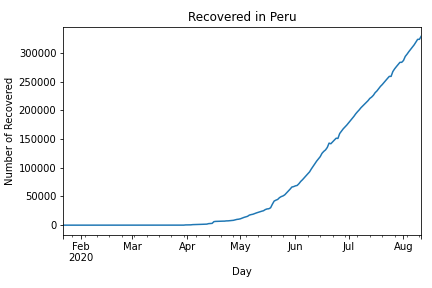 Recovered in Peru
Number of Recovered
300000
250000
200000
150000
100000
50000
0
Feb Mar Apr May Jun Jul Aug
2020
Day